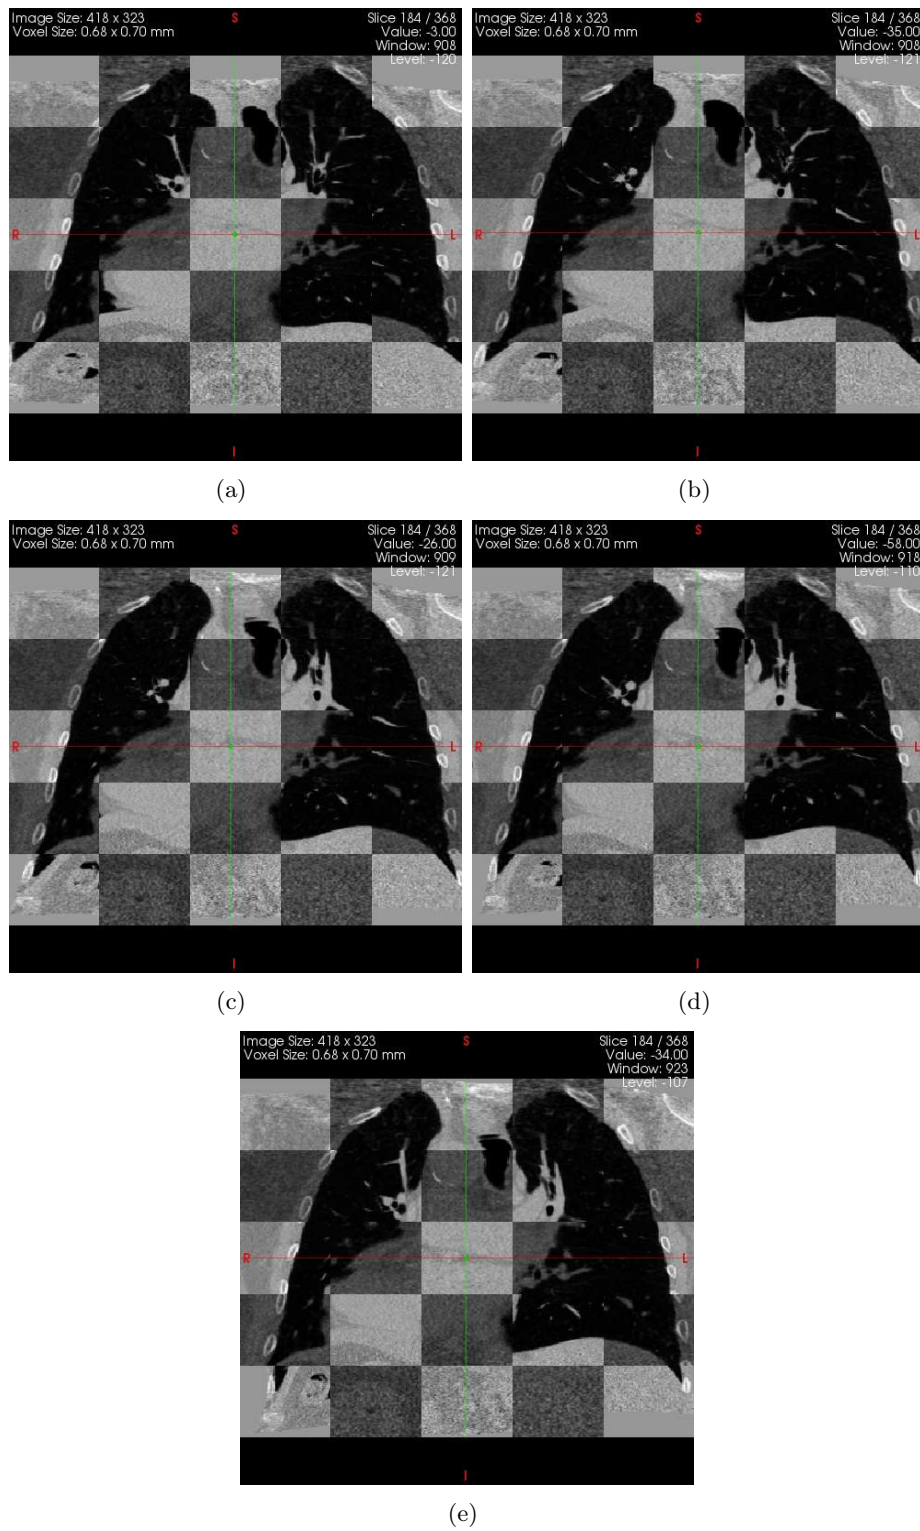 Image Size: 418 x 323
Voxel Size: 0.68 x 0.70 mm
S
Slice 184 / 368
Value: -3.00
Window: 908
Level: -120
R
L
I
(a)
Image Size: 418 x 323
Voxel Size: 0.68 x 0.70 mm
S
Slice 184 / 368
Value: -35.00
Window: 908
Level: -121
R
L
I
(b)
Image Size: 418 x 323
Voxel Size: 0.68 x 0.70 mm
S
Slice 184 / 368
Value: -26.00
Window: 909
Level: -121
R
L
I
(c)
Image Size: 418 x 323
Voxel Size: 0.68 x 0.70 mm
S
Slice 184 / 368
Value: -58.00
Window: 918
Level: -110
R
L
I
(d)
Image Size: 418 x 323
Voxel Size: 0.68 x 0.70 mm
S
Slice 184 / 368
Value: -34.00
Window: 923
Level: -107
R
L
I
(e)